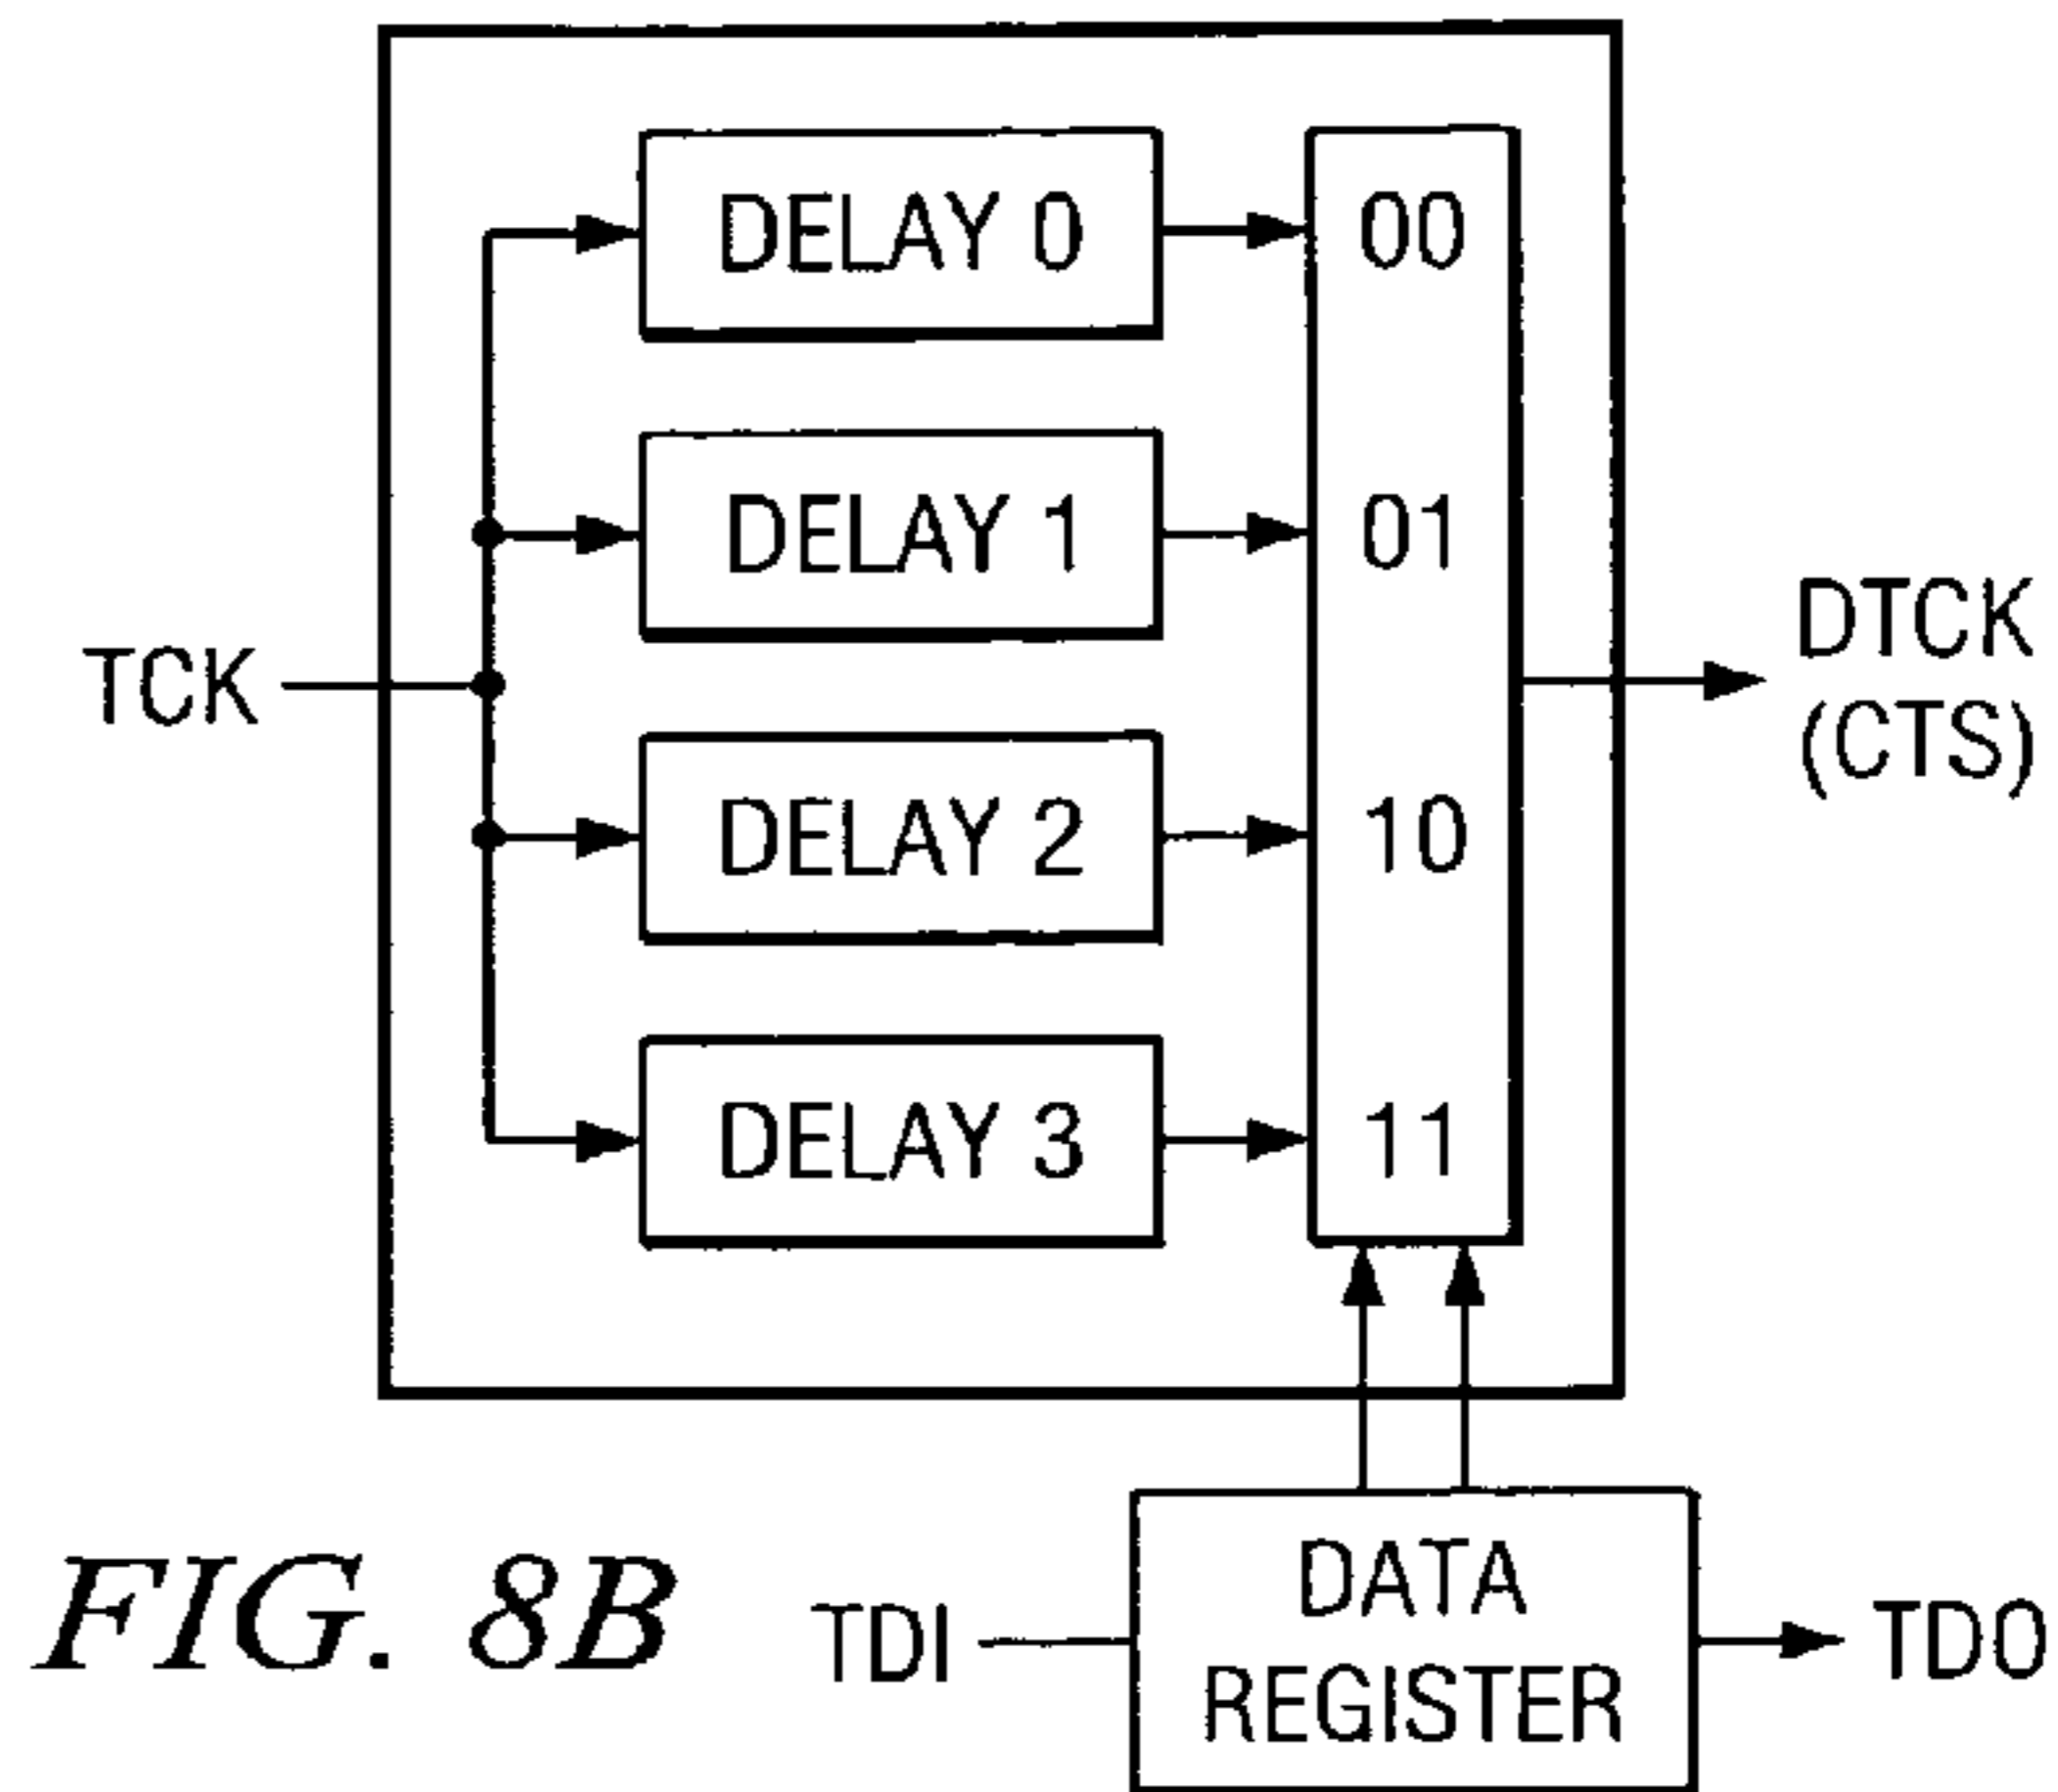 DELAY 0
00
DELAY 1
01
TCK
DTCK
(CTS)
DELAY 2
10
DELAY 3
11
FIG. 8B
TDI
DATA
REGISTER
TDO